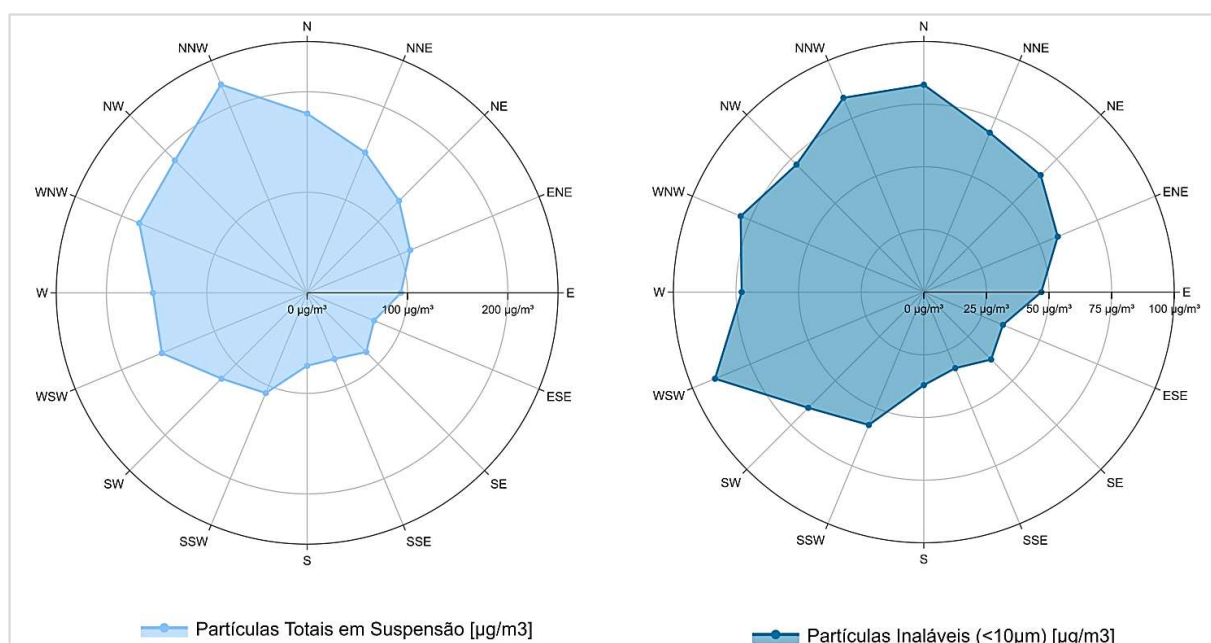 N
NNE
NE
ENE
E
ESE
SE
SSE
S
SSW
SW
WSW
W
WNW
NW
NNW
0 µg/m³
100 µg/m³
200 µg/m³
Partículas Totais em Suspensão [µg/m3]
N
NNE
NE
ENE
E
ESE
SE
SSE
S
SSW
SW
WSW
W
WNW
NW
NNW
0 µg/m³
25 µg/m³
50 µg/m³
75 µg/m³
100 µg/m³
Partículas Inaláveis (<10µm) [µg/m3]